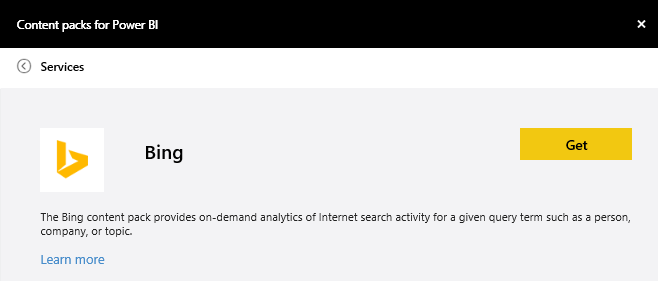 Content packs for Power BI
Services
Bing
Get
The Bing content pack provides on-demand analytics of Internet search activity for a given query term such as a person,
company, or topic.
Learn more